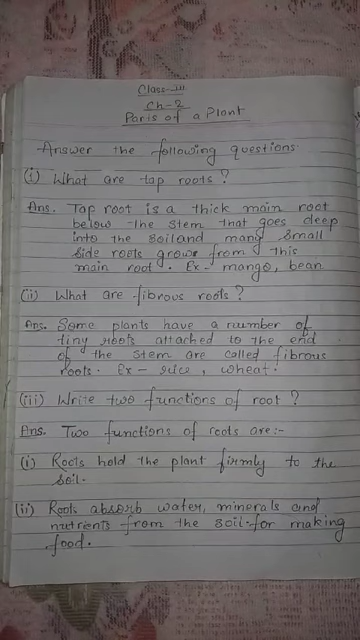 Class-III
Ch-2
Parts of a Plant
Answer the following questions.
(i) What are tap roots?
Ans. Tap root is a thick main root
below the stem that goes deep
into the soil and many small
side roots grows from this
main root. Ex- mango, bean
(ii) What are fibrous roots?
Ans. Some plants have a number of
tiny roots attached to the end
of the stem are called fibrous
roots. Ex- rice, wheat.
(iii) Write two functions of root?
Ans. Two functions of roots are:-
(i) Roots hold the plant firmly to the
soil.
(ii) Roots absorb water, minerals and
nutrients from the soil for making
food.